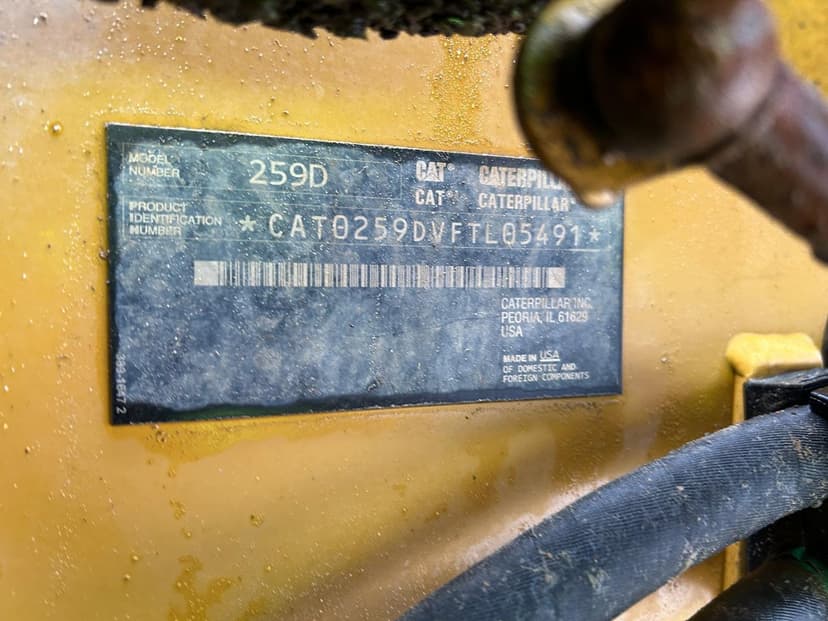 MODEL NUMBER 259D
CAT® CATERPILLAR
CAT® CATERPILLAR®
PRODUCT IDENTIFICATION NUMBER *CAT0259DVFTL05491*
CATERPILLAR INC.
PEORIA, IL 61629
USA
MADE IN USA
OF DOMESTIC AND
FOREIGN COMPONENTS